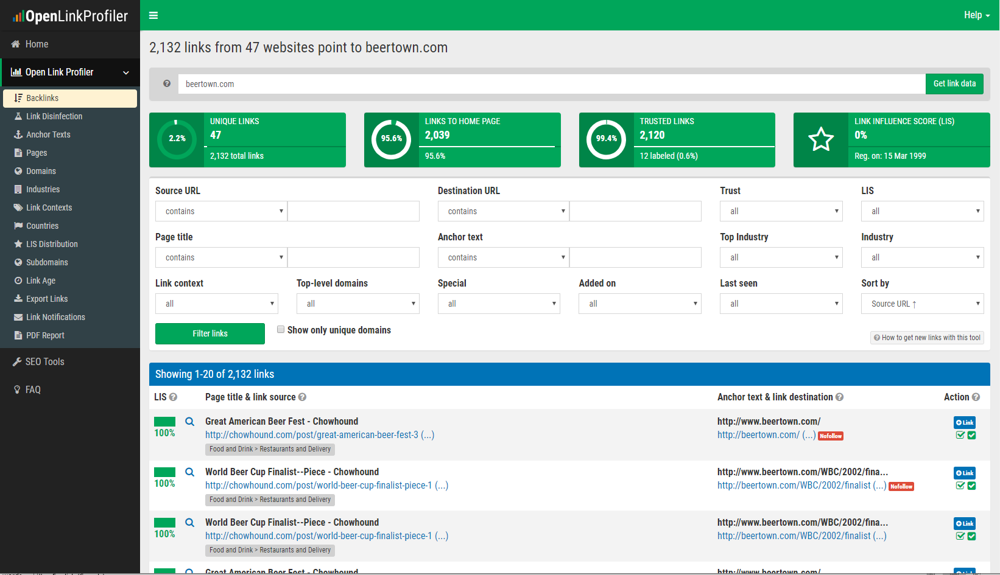 OpenLinkProfiler
Help
Home
Open Link Profiler
Backlinks
Link Disinfection
Anchor Texts
Pages
Domains
Industries
Link Contexts
Countries
LIS Distribution
Subdomains
Link Age
Export Links
Link Notifications
PDF Report
SEO Tools
FAQ
2,132 links from 47 websites point to beertown.com
beertown.com
Get link data
2.2%
UNIQUE LINKS
47
2,132 total links
95.6%
LINKS TO HOME PAGE
2,039
95.6%
99.4%
TRUSTED LINKS
2,120
12 labeled (0.6%)
LINK INFLUENCE SCORE (LIS)
0%
Reg. on: 15 Mar 1999
Source URL Destination URL Trust LIS
contains contains all all
Page title Anchor text Top Industry Industry
contains contains all all
Link context Top-level domains Special Added on Last seen Sort by
all all all all all Source URL ↑
Filter links
Show only unique domains
How to get new links with this tool
Showing 1-20 of 2,132 links
LIS Page title & link source Anchor text & link destination Action
Great American Beer Fest - Chowhound http://www.beertown.com/ Link
100% http://chowhound.com/post/great-american-beer-fest-3 (...) http://beertown.com/ (...) Nofollow
Food and Drink > Restaurants and Delivery
World Beer Cup Finalist--Piece - Chowhound http://www.beertown.com/WBC/2002/fina... Link
100% http://chowhound.com/post/world-beer-cup-finalist-piece-1 (...) http://beertown.com/WBC/2002/finalist (...) Nofollow
Food and Drink > Restaurants and Delivery
World Beer Cup Finalist--Piece - Chowhound http://www.beertown.com/WBC/2002/fina... Link
100% http://chowhound.com/post/world-beer-cup-finalist-piece-1 (...) http://beertown.com/WBC/2002/finalist (...)
Food and Drink > Restaurants and Delivery
Great American Beer Fest - Chowhound http://www.beertown.com/ Link